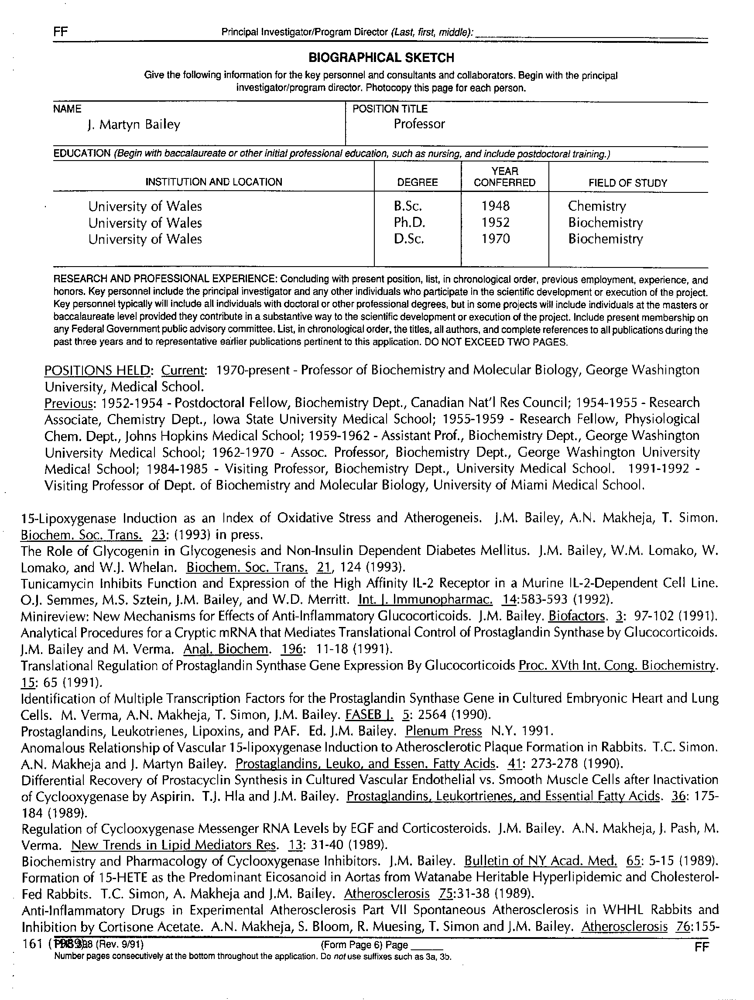 FF Principal Investigator/Program Director (Last, first, middle):
BIOGRAPHICAL SKETCH
Give the following information for the key personnel and consultants and collaborators. Begin with the principal
investigator/program director. Photocopy this page for each person.
NAME POSITION TITLE
J. Martyn Bailey Professor
EDUCATION (Begin with baccalaureate or other initial professional education, such as nursing, and include postdoctoral training.)
INSTITUTION AND LOCATION DEGREE YEAR CONFERRED FIELD OF STUDY
University of Wales B.Sc. 1948 Chemistry
University of Wales Ph.D. 1952 Biochemistry
University of Wales D.Sc. 1970 Biochemistry
RESEARCH AND PROFESSIONAL EXPERIENCE: Concluding with present position, list, in chronological order, previous employment, experience, and
honors. Key personnel include the principal investigator and any other individuals who participate in the scientific development or execution of the project.
Key personnel typically will include all individuals with doctoral or other professional degrees, but in some projects will include individuals at the masters or
baccalaureate level provided they contribute in a substantive way to the scientific development or execution of the project. Include present membership on
any Federal Government public advisory committee. List, in chronological order, the titles, all authors, and complete references to all publications during the
past three years and to representative earlier publications pertinent to this application. DO NOT EXCEED TWO PAGES.
POSITIONS HELD: Current: 1970-present - Professor of Biochemistry and Molecular Biology, George Washington
University, Medical School.
Previous: 1952-1954 - Postdoctoral Fellow, Biochemistry Dept., Canadian Nat'l Res Council; 1954-1955 - Research
Associate, Chemistry Dept., Iowa State University Medical School; 1955-1959 - Research Fellow, Physiological
Chem. Dept., Johns Hopkins Medical School; 1959-1962 - Assistant Prof., Biochemistry Dept., George Washington
University Medical School; 1962-1970 - Assoc. Professor, Biochemistry Dept., George Washington University
Medical School; 1984-1985 - Visiting Professor, Biochemistry Dept., University Medical School. 1991-1992 -
Visiting Professor of Dept. of Biochemistry and Molecular Biology, University of Miami Medical School.
15-Lipoxygenase Induction as an Index of Oxidative Stress and Atherogeneis. J.M. Bailey, A.N. Makheja, T. Simon.
Biochem. Soc. Trans. 23: (1993) in press.
The Role of Glycogenin in Glycogenesis and Non-Insulin Dependent Diabetes Mellitus. J.M. Bailey, W.M. Lomako, W.
Lomako, and W.J. Whelan. Biochem. Soc. Trans. 21, 124 (1993).
Tunicamycin Inhibits Function and Expression of the High Affinity IL-2 Receptor in a Murine IL-2-Dependent Cell Line.
O.J. Semmes, M.S. Sztein, J.M. Bailey, and W.D. Merritt. Int. J. Immunopharmac. 14:583-593 (1992).
Minireview: New Mechanisms for Effects of Anti-Inflammatory Glucocorticoids. J.M. Bailey. Biofactors. 3: 97-102 (1991).
Analytical Procedures for a Cryptic mRNA that Mediates Translational Control of Prostaglandin Synthase by Glucocorticoids.
J.M. Bailey and M. Verma. Anal. Biochem. 196: 11-18 (1991).
Translational Regulation of Prostaglandin Synthase Gene Expression By Glucocorticoids Proc. XVth Int. Cong. Biochemistry.
15: 65 (1991).
Identification of Multiple Transcription Factors for the Prostaglandin Synthase Gene in Cultured Embryonic Heart and Lung
Cells. M. Verma, A.N. Makheja, T. Simon, J.M. Bailey. FASEB J. 5: 2564 (1990).
Prostaglandins, Leukotrienes, Lipoxins, and PAF. Ed. J.M. Bailey. Plenum Press N.Y. 1991.
Anomalous Relationship of Vascular 15-lipoxygenase Induction to Atherosclerotic Plaque Formation in Rabbits. T.C. Simon.
A.N. Makheja and J. Martyn Bailey. Prostaglandins, Leuko, and Essen. Fatty Acids. 41: 273-278 (1990).
Differential Recovery of Prostacyclin Synthesis in Cultured Vascular Endothelial vs. Smooth Muscle Cells after Inactivation
of Cyclooxygenase by Aspirin. T.J. Hla and J.M. Bailey. Prostaglandins, Leukortrienes, and Essential Fatty Acids. 36: 175-
184 (1989).
Regulation of Cyclooxygenase Messenger RNA Levels by EGF and Corticosteroids. J.M. Bailey. A.N. Makheja, J. Pash, M.
Verma. New Trends in Lipid Mediators Res. 13: 31-40 (1989).
Biochemistry and Pharmacology of Cyclooxygenase Inhibitors. J.M. Bailey. Bulletin of NY Acad. Med. 65: 5-15 (1989).
Formation of 15-HETE as the Predominant Eicosanoid in Aortas from Watanabe Heritable Hyperlipidemic and Cholesterol-
Fed Rabbits. T.C. Simon, A. Makheja and J.M. Bailey. Atherosclerosis 75:31-38 (1989).
Anti-Inflammatory Drugs in Experimental Atherosclerosis Part VII Spontaneous Atherosclerosis in WHHL Rabbits and
Inhibition by Cortisone Acetate. A.N. Makheja, S. Bloom, R. Muesing, T. Simon and J.M. Bailey. Atherosclerosis 76:155-
161 ( (Rev. 9/91) (Form Page 6) Page FF
Number pages consecutively at the bottom throughout the application. Do not use suffixes such as 3a, 3b.